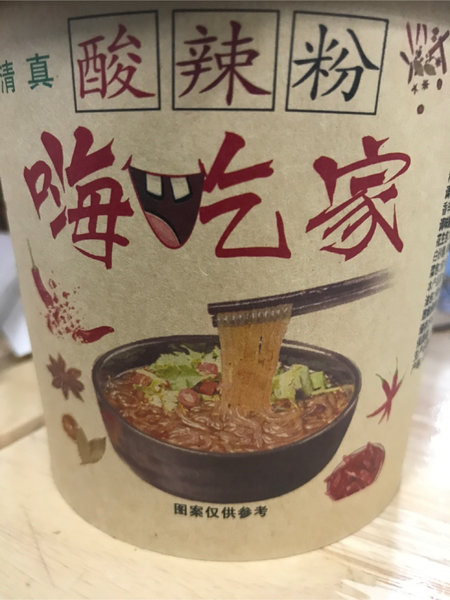 清真 酸辣粉
嗨吃家
图案仅供参考